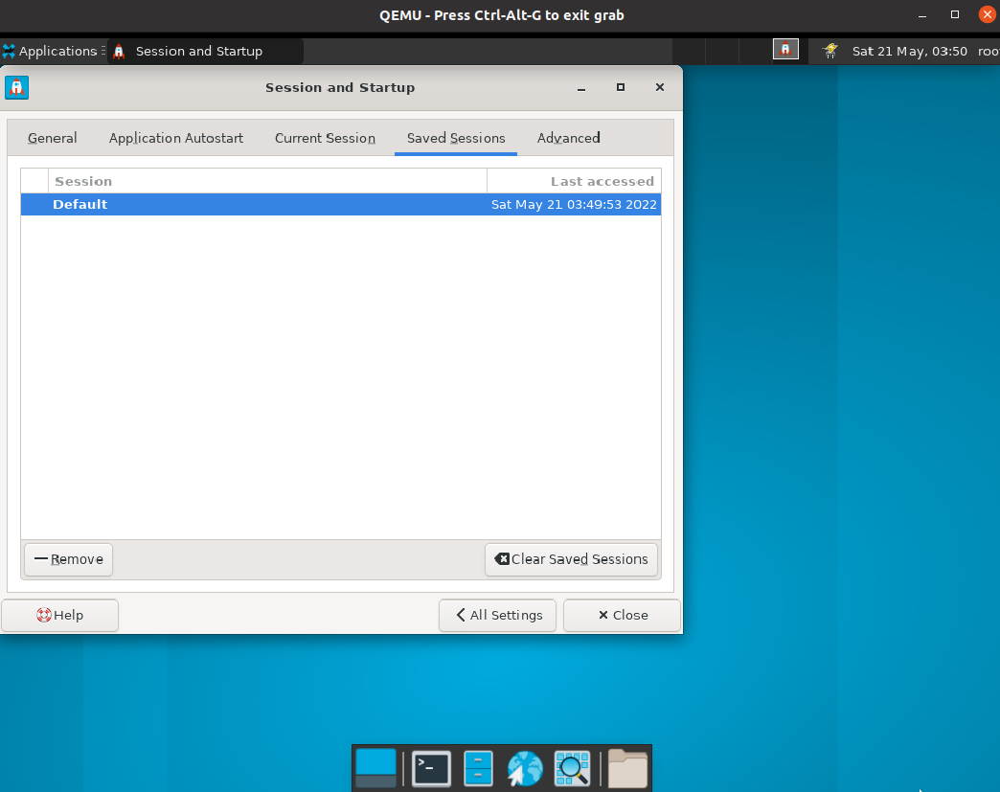 QEMU - Press Ctrl-Alt-G to exit grab
Applications Session and Startup Sat 21 May, 03:50 roo
Session and Startup
General Application Autostart Current Session Saved Sessions Advanced
Session Last accessed
Default Sat May 21 03:49:53 2022
Remove Clear Saved Sessions
Help All Settings Close